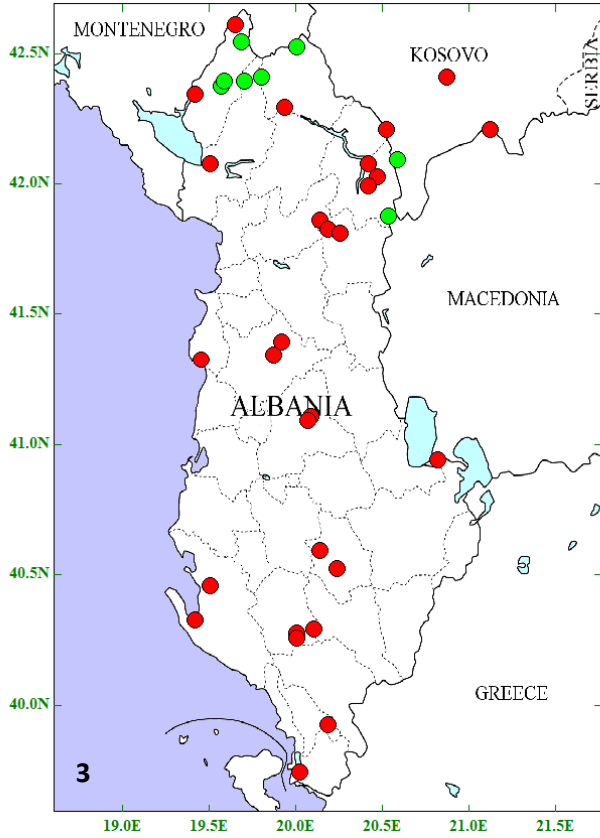 MONTENEGRO
42.5N
KOSOVO
SERBIA
42.0N
41.5N
MACEDONIA
ALBANIA
41.0N
40.5N
40.0N
GREECE
3
19.0E 19.5E 20.0E 20.5E 21.0E 21.5E